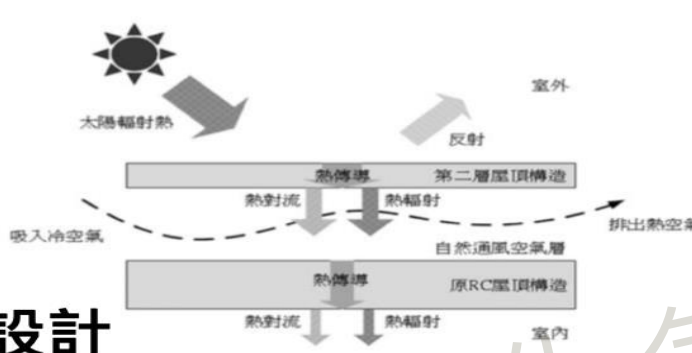 室外
太陽輻射熱
反射
熱傳導
第二層屋頂構造
熱對流
熱輻射
吸入冷空氣
排出熱空氣
自然通風空氣層
熱傳導
原RC屋頂構造
設計
熱對流
熱輻射
室內